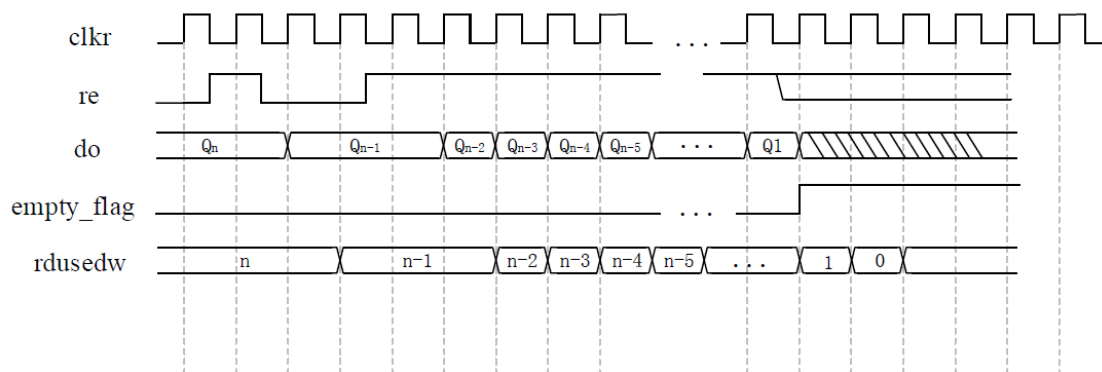 clkr ...
re
do Qn Qn-1 Qn-2 Qn-3 Qn-4 Qn-5 ... Q1
empty_flag ...
rdusedw n n-1 n-2 n-3 n-4 n-5 ... 1 0